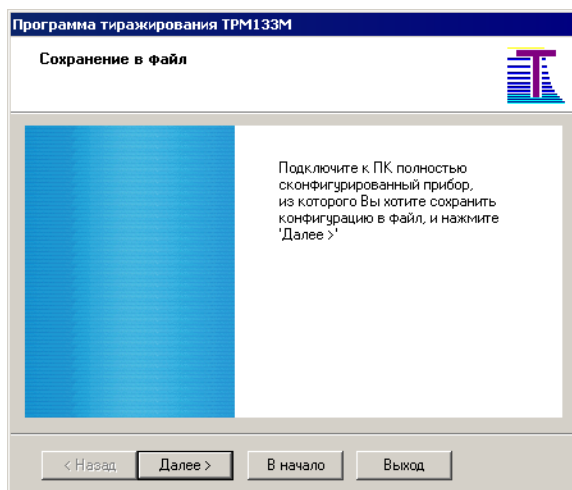 Программа тиражирования ТРМ133М
Сохранение в файл
Подключите к ПК полностью
сконфигурированный прибор,
из которого Вы хотите сохранить
конфигурацию в файл, и нажмите
'Далее >'
< Назад
Далее >
В начало
Выход